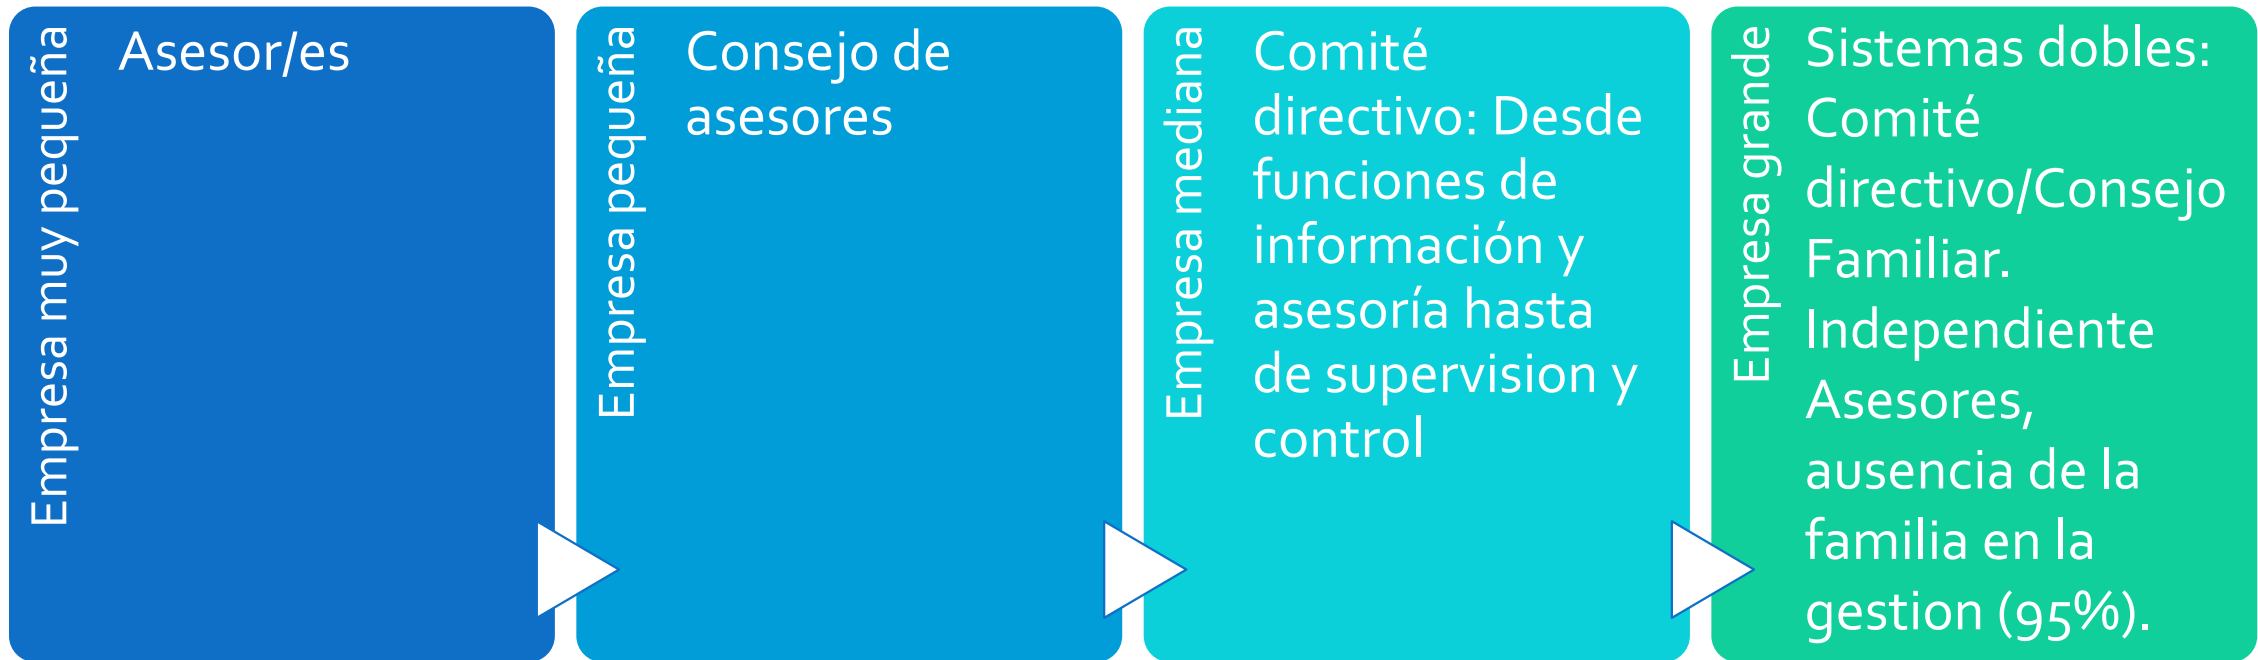 Empresa muy pequeña
Asesor/es
Empresa pequeña
Consejo de
asesores
Empresa mediana
Comité
directivo: Desde
funciones de
información y
asesoría hasta
de supervision y
control
Empresa grande
Sistemas dobles:
Comité
directivo/Consejo
Familiar.
Independiente
Asesores,
ausencia de la
familia en la
gestion (95%).